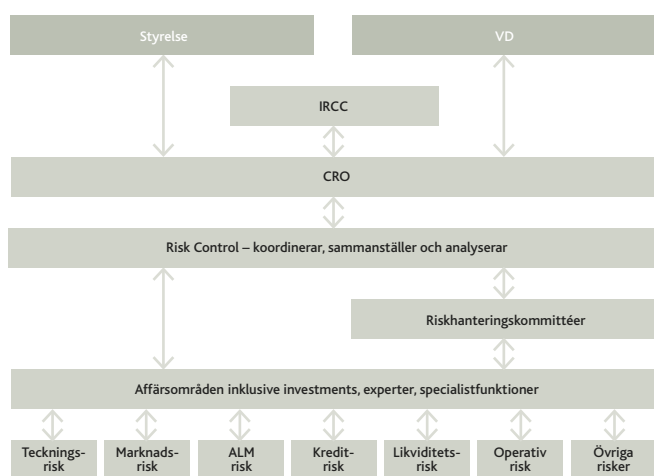 Styrelse
VD
IRCC
CRO
Risk Control – koordinerar, sammanställer och analyserar
Riskhanteringskommittéer
Affärsområden inklusive investments, experter, specialistfunktioner
Tecknings-
risk
Marknads-
risk
ALM
risk
Kredit-
risk
Likviditets-
risk
Operativ
risk
Övriga
risker